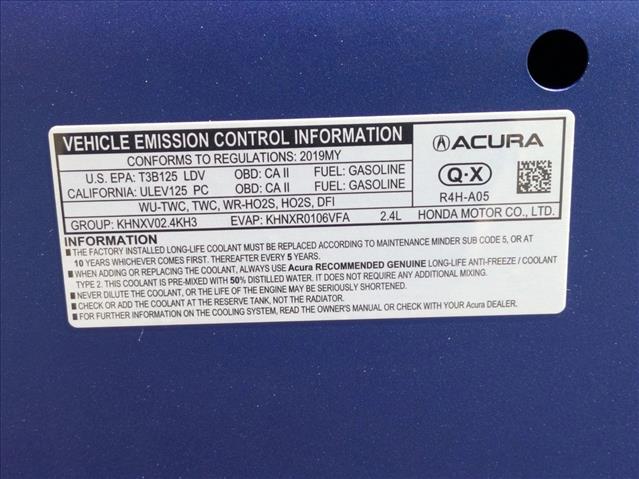 VEHICLE EMISSION CONTROL INFORMATION
CONFORMS TO REGULATIONS: 2019MY
U.S. EPA: T3B125 LDV OBD: CA II FUEL: GASOLINE
CALIFORNIA: ULEV125 PC OBD: CA II FUEL: GASOLINE
WU-TWC, TWC, WR-HO2S, HO2S, DFI
GROUP: KHNXV02.4KH3 EVAP: KHNXR0106VFA 2.4L
ACURA
Q·X
R4H-A05
HONDA MOTOR CO., LTD.
INFORMATION
■ THE FACTORY INSTALLED LONG-LIFE COOLANT MUST BE REPLACED ACCORDING TO MAINTENANCE MINDER SUB CODE 5, OR AT
10 YEARS WHICHEVER COMES FIRST. THEREAFTER EVERY 5 YEARS.
■ WHEN ADDING OR REPLACING THE COOLANT, ALWAYS USE Acura RECOMMENDED GENUINE LONG-LIFE ANTI-FREEZE / COOLANT
TYPE 2. THIS COOLANT IS PRE-MIXED WITH 50% DISTILLED WATER. IT DOES NOT REQUIRE ANY ADDITIONAL MIXING.
■ NEVER DILUTE THE COOLANT, OR THE LIFE OF THE ENGINE MAY BE SERIOUSLY SHORTENED.
■ CHECK OR ADD THE COOLANT AT THE RESERVE TANK, NOT THE RADIATOR.
■ FOR FURTHER INFORMATION ON THE COOLING SYSTEM, READ THE OWNER'S MANUAL OR CHECK WITH YOUR Acura DEALER.